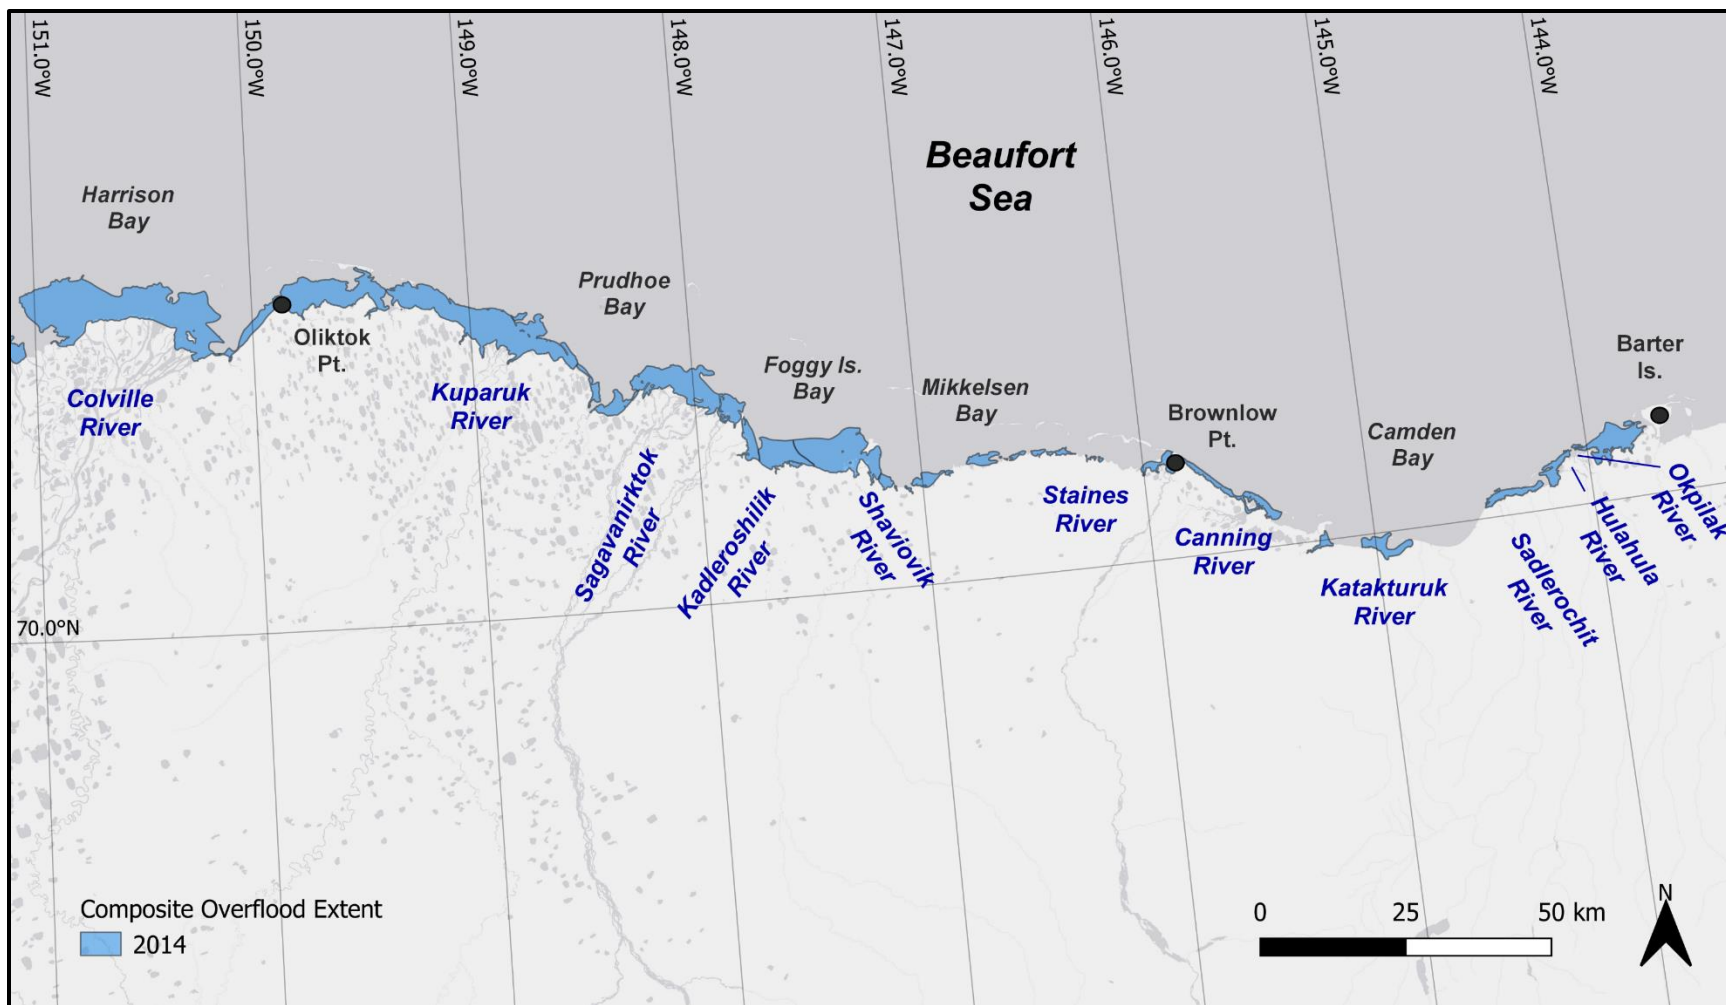 151.0°W
150.0°W
149.0°W
148.0°W
147.0°W
146.0°W
145.0°W
144.0°W
Beaufort
Sea
Harrison
Bay
Prudhoe
Bay
Foggy Is.
Bay
Mikkelsen
Bay
Brownlow
Pt.
Camden
Bay
Barter
Is.
Oliktok
Pt.
Colville
River
Kuparuk
River
Sagavanirktok
River
Kadleroshilik
River
Shaviovik
River
Staines
River
Canning
River
Katakturuk
River
Sadlerochit
River
Hulahula
River
Okpilak
River
70.0°N
Composite Overflood Extent
2014
0 25 50 km
N